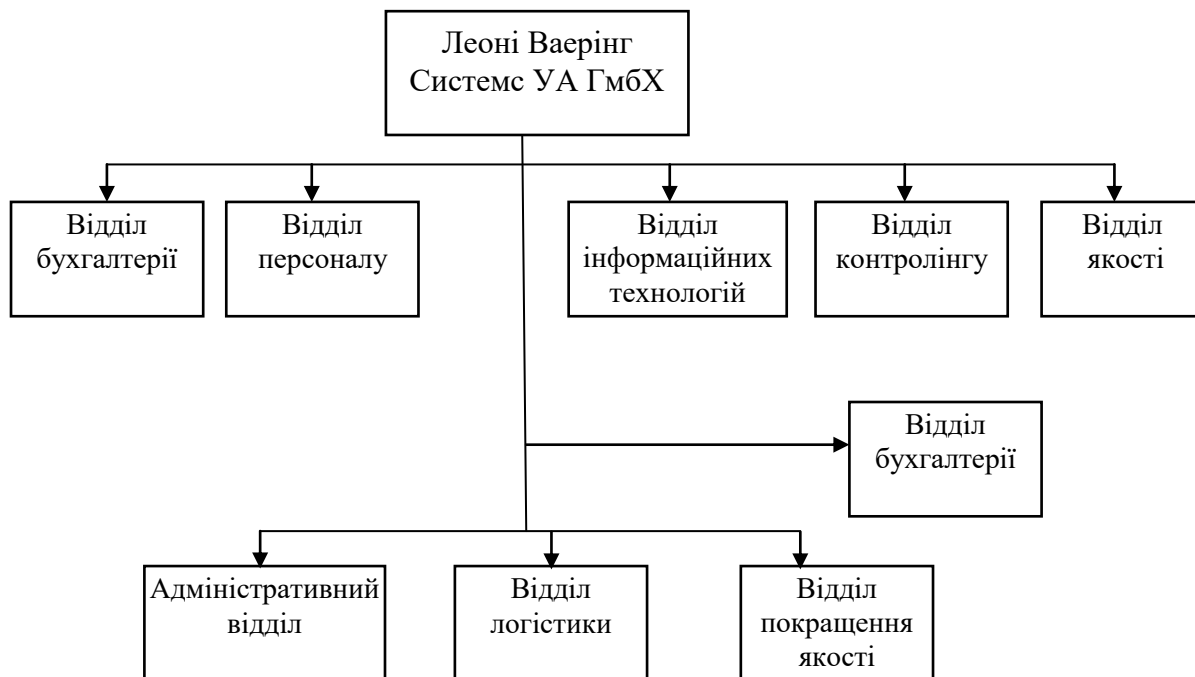 Леоні Ваерінг
Системс УА ГмбХ
Відділ
бухгалтерії
Відділ
персоналу
Відділ
інформаційних
технологій
Відділ
контролінгу
Відділ
якості
Відділ
бухгалтерії
Адміністративний
відділ
Відділ
логістики
Відділ
покращення
якості